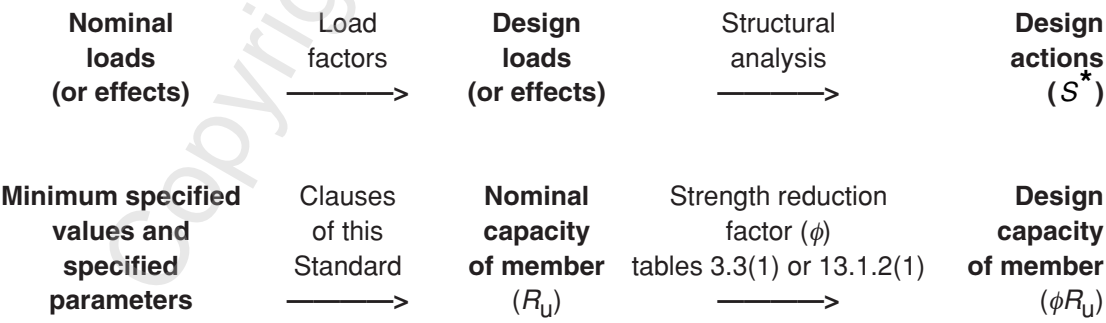 Nominal Load Design Structural Design
loads factors loads analysis actions
(or effects) ————> (or effects) ————> (S*)
Minimum specified Clauses Nominal Strength reduction Design
values and of this capacity factor (ϕ) capacity
specified Standard of member tables 3.3(1) or 13.1.2(1) of member
parameters ————> (Ru) ————> (ϕRu)